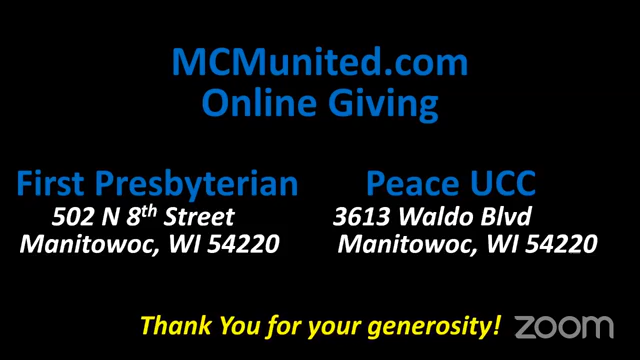 MCMunited.com
Online Giving
First Presbyterian
502 N 8th Street
Manitowoc, WI 54220
Peace UCC
3613 Waldo Blvd
Manitowoc, WI 54220
Thank You for your generosity!
zoom